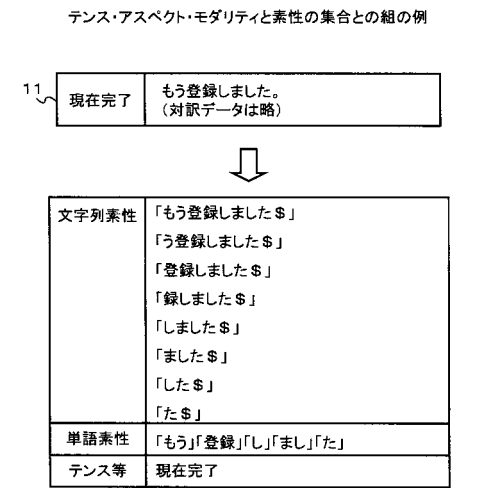 テンス・アスペクト・モダリティと素性の集合との組の例
11
現在完了
もう登録しました。
(対訳データは略)
文字列素性
「もう登録しました$」
「う登録しました$」
「登録しました$」
「録しました$」
「しました$」
「ました$」
「した$」
「た$」
単語素性
「もう」「登録」「し」「まし」「た」
テンス等
現在完了